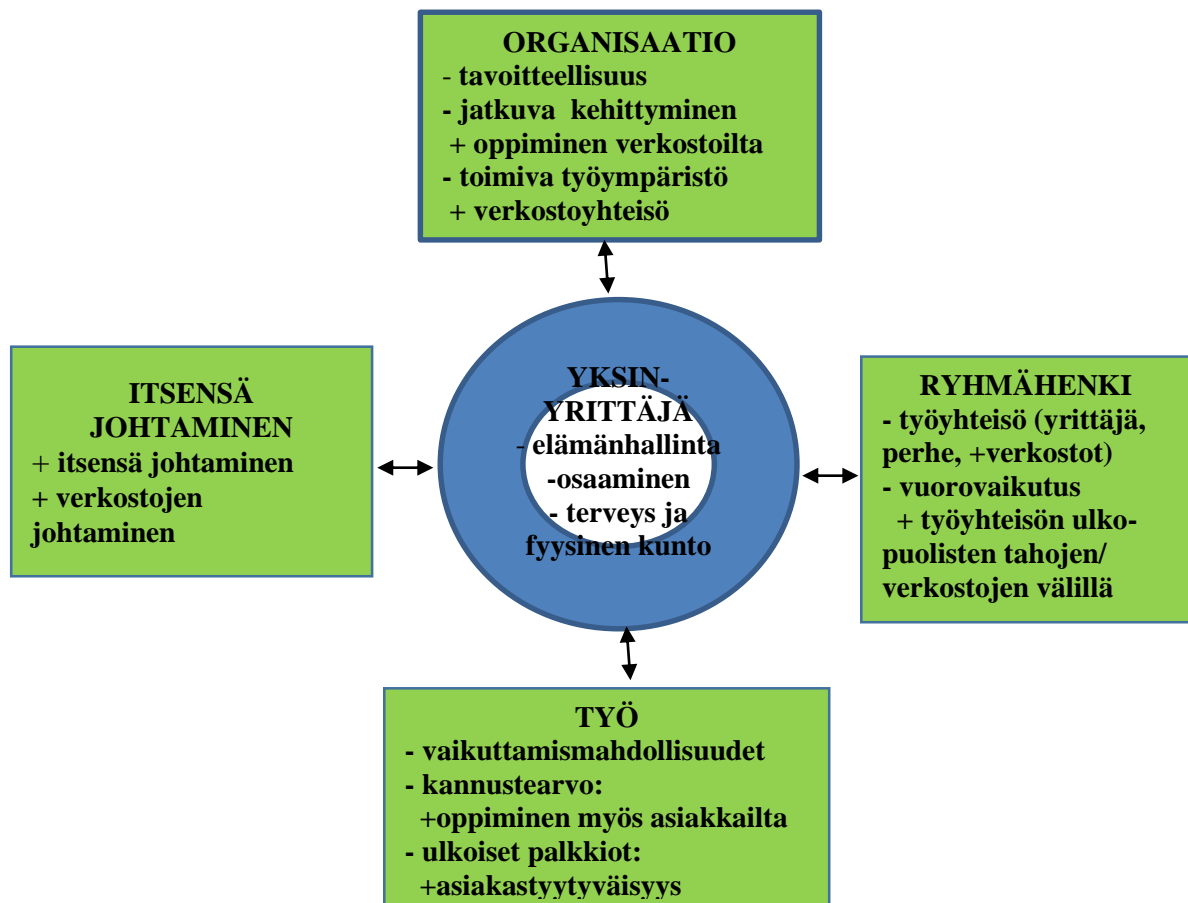 ORGANISAATIO
- tavoitteellisuus
- jatkuva kehittyminen
+ oppiminen verkostoilta
- toimiva työympäristö
+ verkostoyhteisö
ITSENSÄ
JOHTAMINEN
+ itsensä johtaminen
+ verkostojen
johtaminen
YKSIN-
YRITTÄJÄ
- elämänhallinta
-osaaminen
- terveys ja
fyysinen kunto
RYHMÄHENKI
- työyhteisö (yrittäjä,
perhe, +verkostot)
- vuorovaikutus
+ työyhteisön ulko-
puolisten tahojen/
verkostojen välillä
TYÖ
- vaikuttamismahdollisuudet
- kannustearvo:
+oppiminen myös asiakkailta
- ulkoiset palkkiot:
+asiakastyytyväisyys